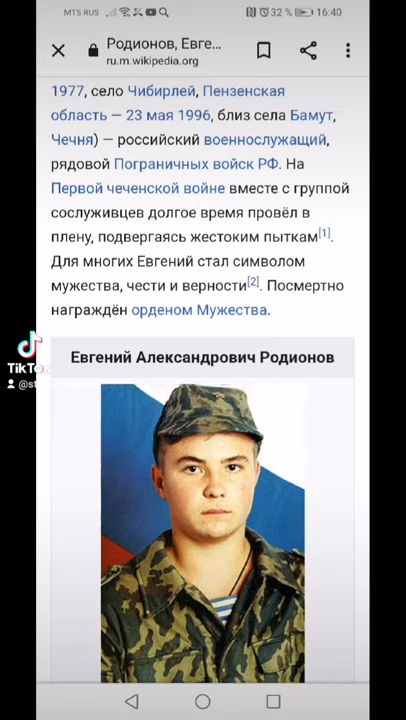 MTS RUS
32 %
16:40
Родионов, Евге...
ru.m.wikipedia.org
1977, село Чибирлей, Пензенская
область — 23 мая 1996, близ села Бамут,
Чечня) — российский военнослужащий,
рядовой Пограничных войск РФ. На
Первой чеченской войне вместе с группой
сослуживцев долгое время провёл в
плену, подвергаясь жестоким пыткам[1].
Для многих Евгений стал символом
мужества, чести и верности[2]. Посмертно
награждён орденом Мужества.
TikTo
@st
Евгений Александрович Родионов